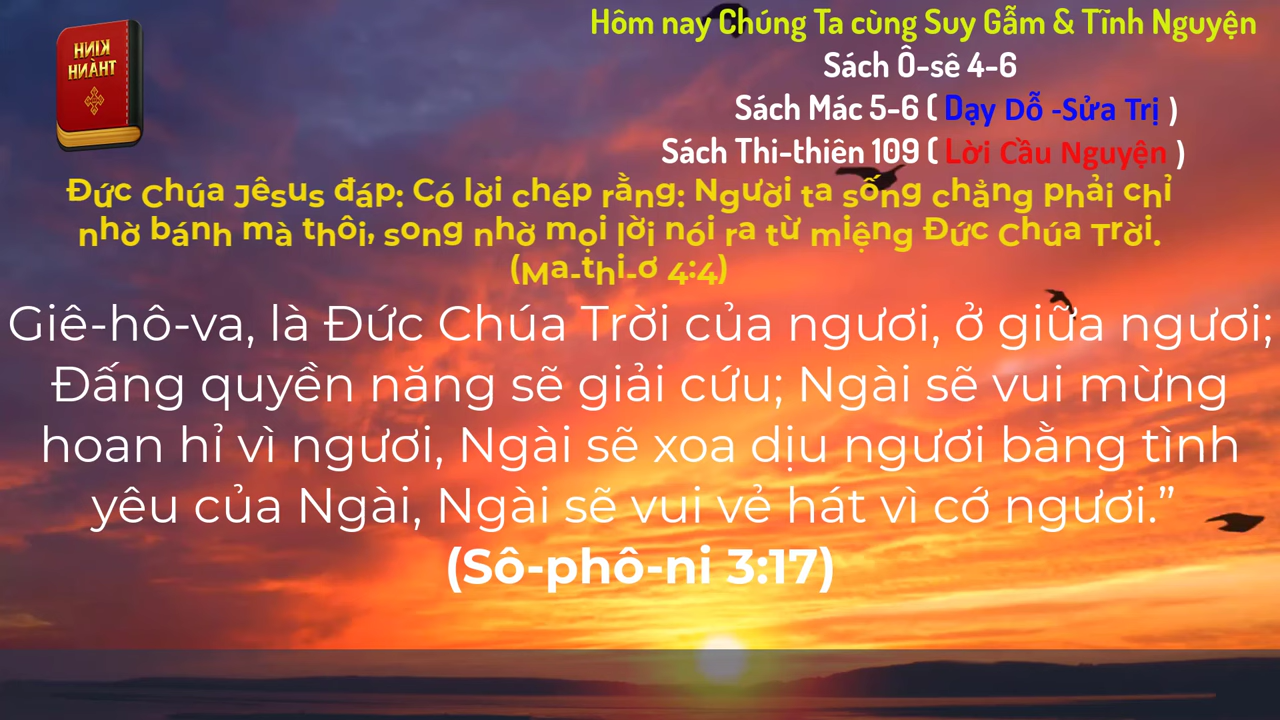 KINH
THÁNH
Hôm nay Chúng Ta cùng Suy Gẫm & Tĩnh Nguyện
Sách Ô-sê 4-6
Sách Mác 5-6 ( Dạy Dỗ -Sửa Trị )
Sách Thi-thiên 109 ( Lời Cầu Nguyện )
Đức Chúa Jêsus đáp: Có lời chép rằng: Người ta sống chẳng phải chỉ
nhờ bánh mà thôi, song nhờ mọi lời nói ra từ miệng Đức Chúa Trời.
(Ma-thi-ơ 4:4)
Giê-hô-va, là Đức Chúa Trời của ngươi, ở giữa ngươi;
Đấng quyền năng sẽ giải cứu; Ngài sẽ vui mừng
hoan hỉ vì ngươi, Ngài sẽ xoa dịu ngươi bằng tình
yêu của Ngài, Ngài sẽ vui vẻ hát vì cớ ngươi.”
(Sô-phô-ni 3:17)